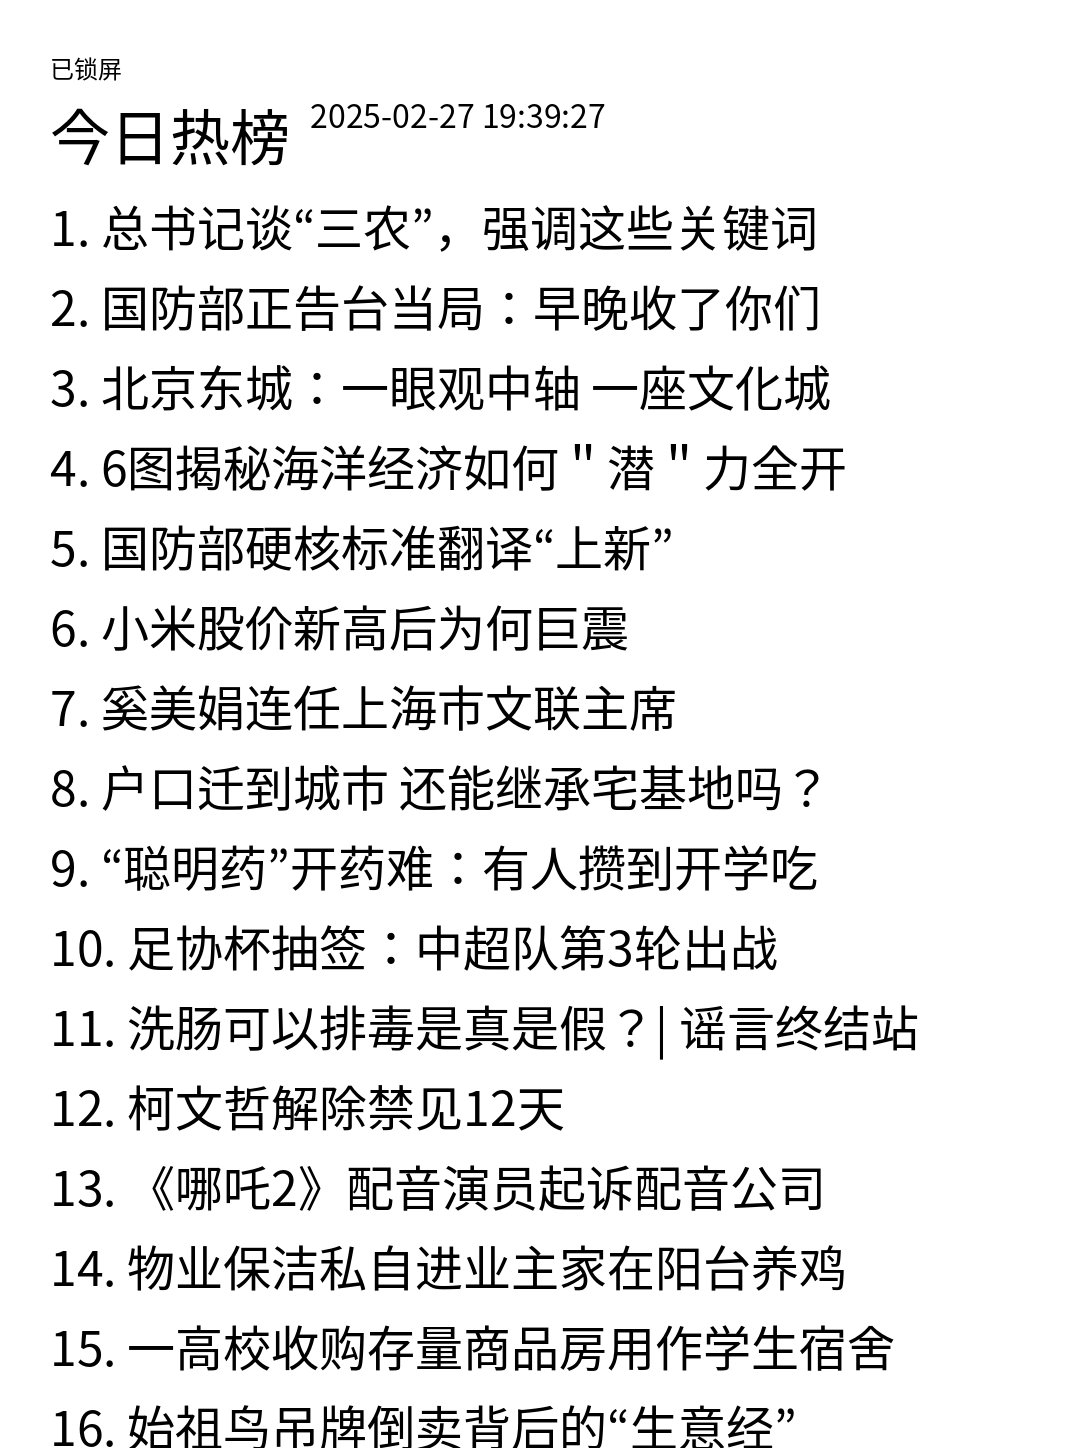 已锁屏
今日热榜 2025-02-27 19:39:27
1. 总书记谈“三农”，强调这些关键词
2. 国防部正告台当局：早晚收了你们
3. 北京东城：一眼观中轴 一座文化城
4. 6图揭秘海洋经济如何＂潜＂力全开
5. 国防部硬核标准翻译“上新”
6. 小米股价新高后为何巨震
7. 奚美娟连任上海市文联主席
8. 户口迁到城市 还能继承宅基地吗？
9. “聪明药”开药难：有人攒到开学吃
10. 足协杯抽签：中超队第3轮出战
11. 洗肠可以排毒是真是假？| 谣言终结站
12. 柯文哲解除禁见12天
13. 《哪吒2》配音演员起诉配音公司
14. 物业保洁私自进业主家在阳台养鸡
15. 一高校收购存量商品房用作学生宿舍
16. 始祖鸟吊牌倒卖背后的“生意经”